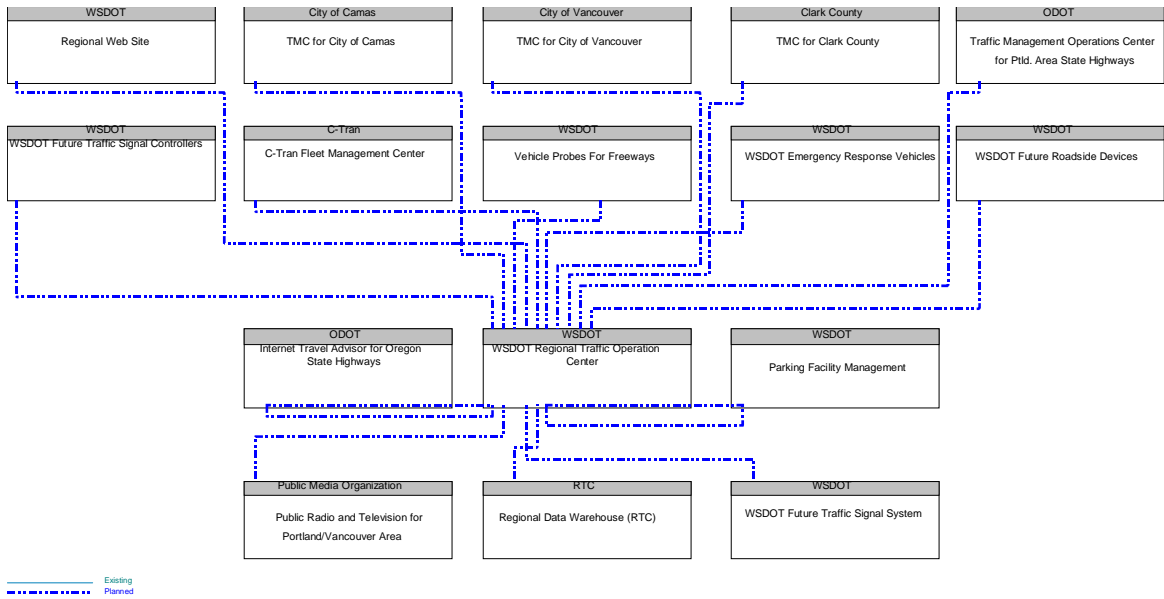 WSDOT
Regional Web Site
City of Camas
TMC for City of Camas
City of Vancouver
TMC for City of Vancouver
Clark County
TMC for Clark County
ODOT
Traffic Management Operations Center
for Ptld. Area State Highways
WSDOT
WSDOT Future Traffic Signal Controllers
C-Tran
C-Tran Fleet Management Center
WSDOT
Vehicle Probes For Freeways
WSDOT
WSDOT Emergency Response Vehicles
WSDOT
WSDOT Future Roadside Devices
ODOT
Internet Travel Advisor for Oregon
State Highways
WSDOT
WSDOT Regional Traffic Operation
Center
WSDOT
Parking Facility Management
Public Media Organization
Public Radio and Television for
Portland/Vancouver Area
RTC
Regional Data Warehouse (RTC)
WSDOT
WSDOT Future Traffic Signal System
Existing
Planned